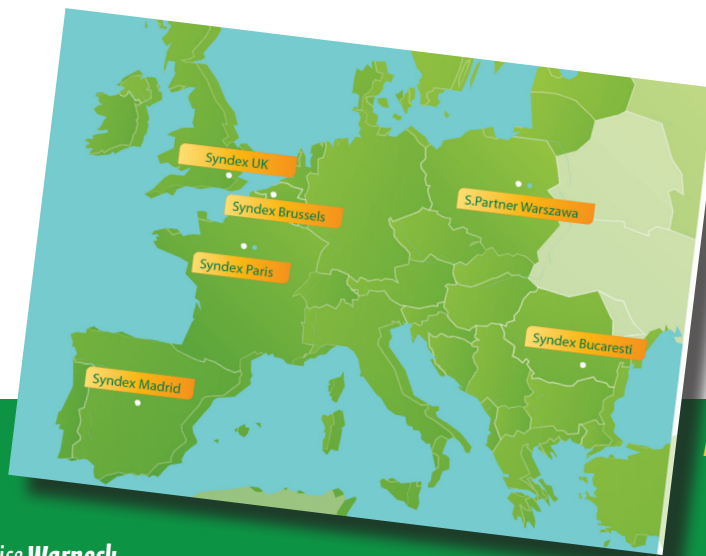 Syndex UK
Syndex Brussels
S.Partner Warszawa
Syndex Paris
Syndex Bucaresti
Syndex Madrid